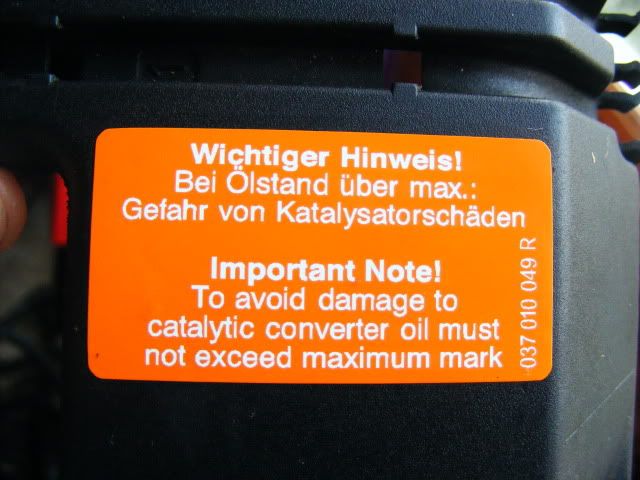 Wichtiger Hinweis!
Bei Ölstand über max.:
Gefahr von Katalysatorschäden
Important Note!
To avoid damage to
catalytic converter oil must
not exceed maximum mark
037 010 049 R